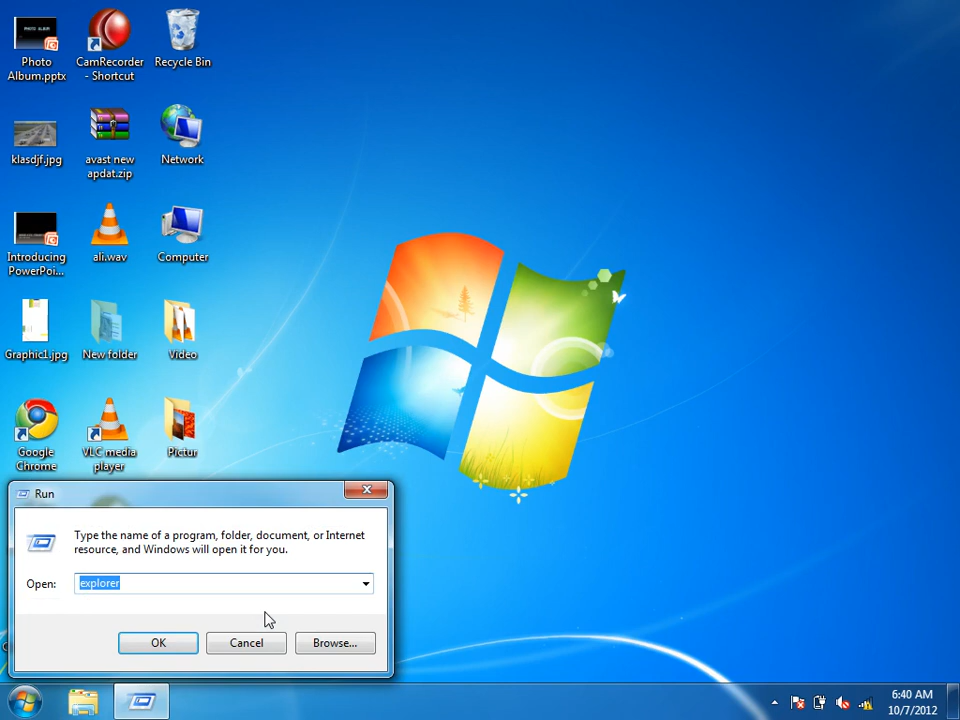 Photo
Album.pptx
CamRecorder
- Shortcut
Recycle Bin
klasdjf.jpg
avast new
apdat.zip
Network
Introducing
PowerPoi...
ali.wav
Computer
Graphic1.jpg
New folder
Video
Google
Chrome
VLC media
player
Pictur
Run
Type the name of a program, folder, document, or Internet
resource, and Windows will open it for you.
Open:
explorer
OK
Cancel
Browse...
6:40 AM
10/7/2012